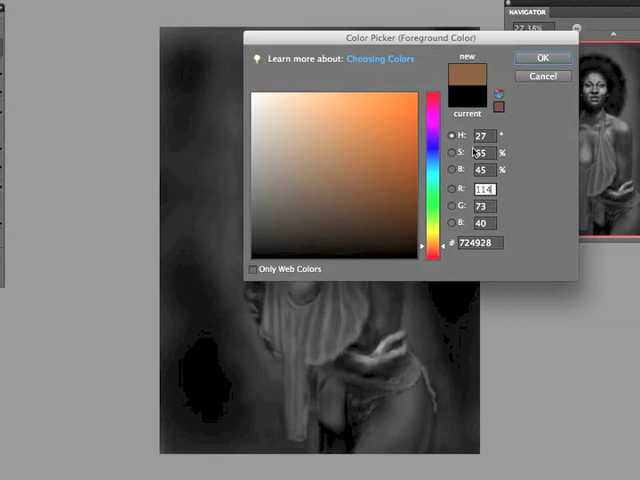 NAVIGATOR
27.38%
Color Picker (Foreground Color)
Learn more about: Choosing Colors
new
current
OK
Cancel
H: 27 °
S: 65 %
B: 45 %
R: 114
G: 73
B: 40
# 724928
Only Web Colors